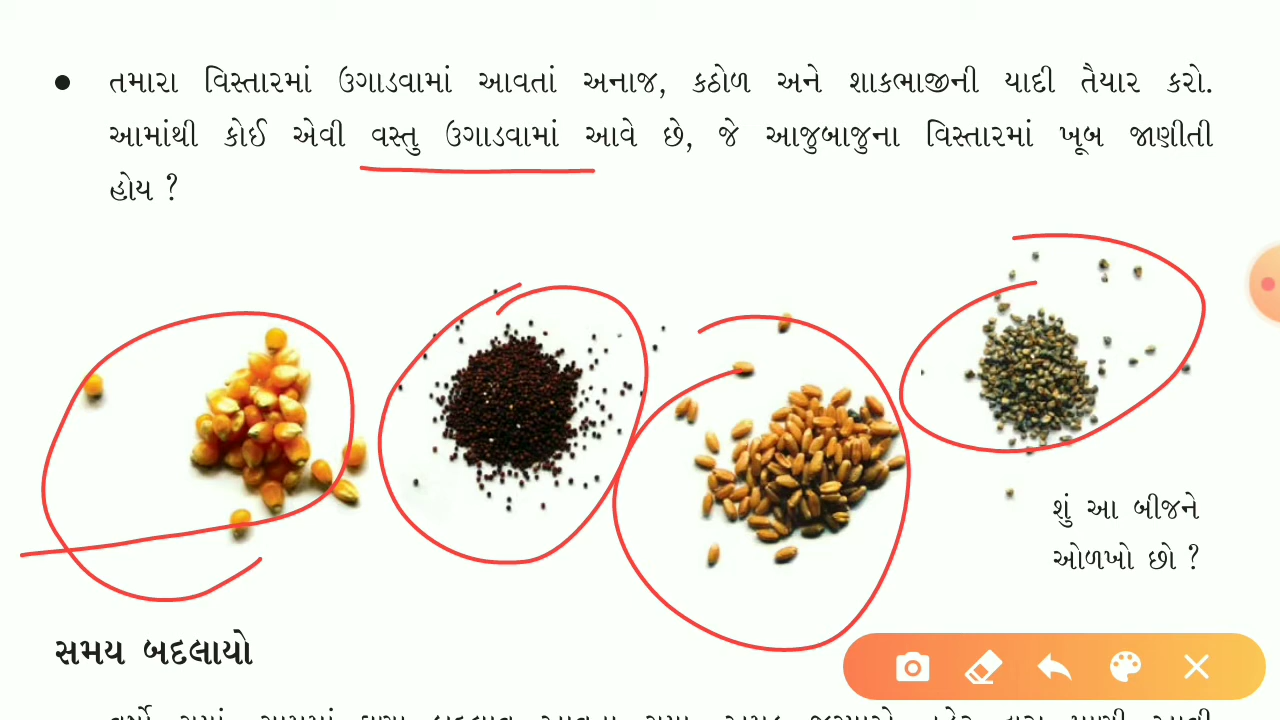 તમારા વિસ્તારમાં ઉગાડવામાં આવતાં અનાજ, કઠોળ અને શાકભાજીની યાદી તૈયાર કરો.
આમાંથી કોઈ એવી વસ્તુ ઉગાડવામાં આવે છે, જે આજુબાજુના વિસ્તારમાં ખૂબ જાણીતી
હોય ?
શું આ બીજને
ઓળખો છો ?
સમય બદલાયો